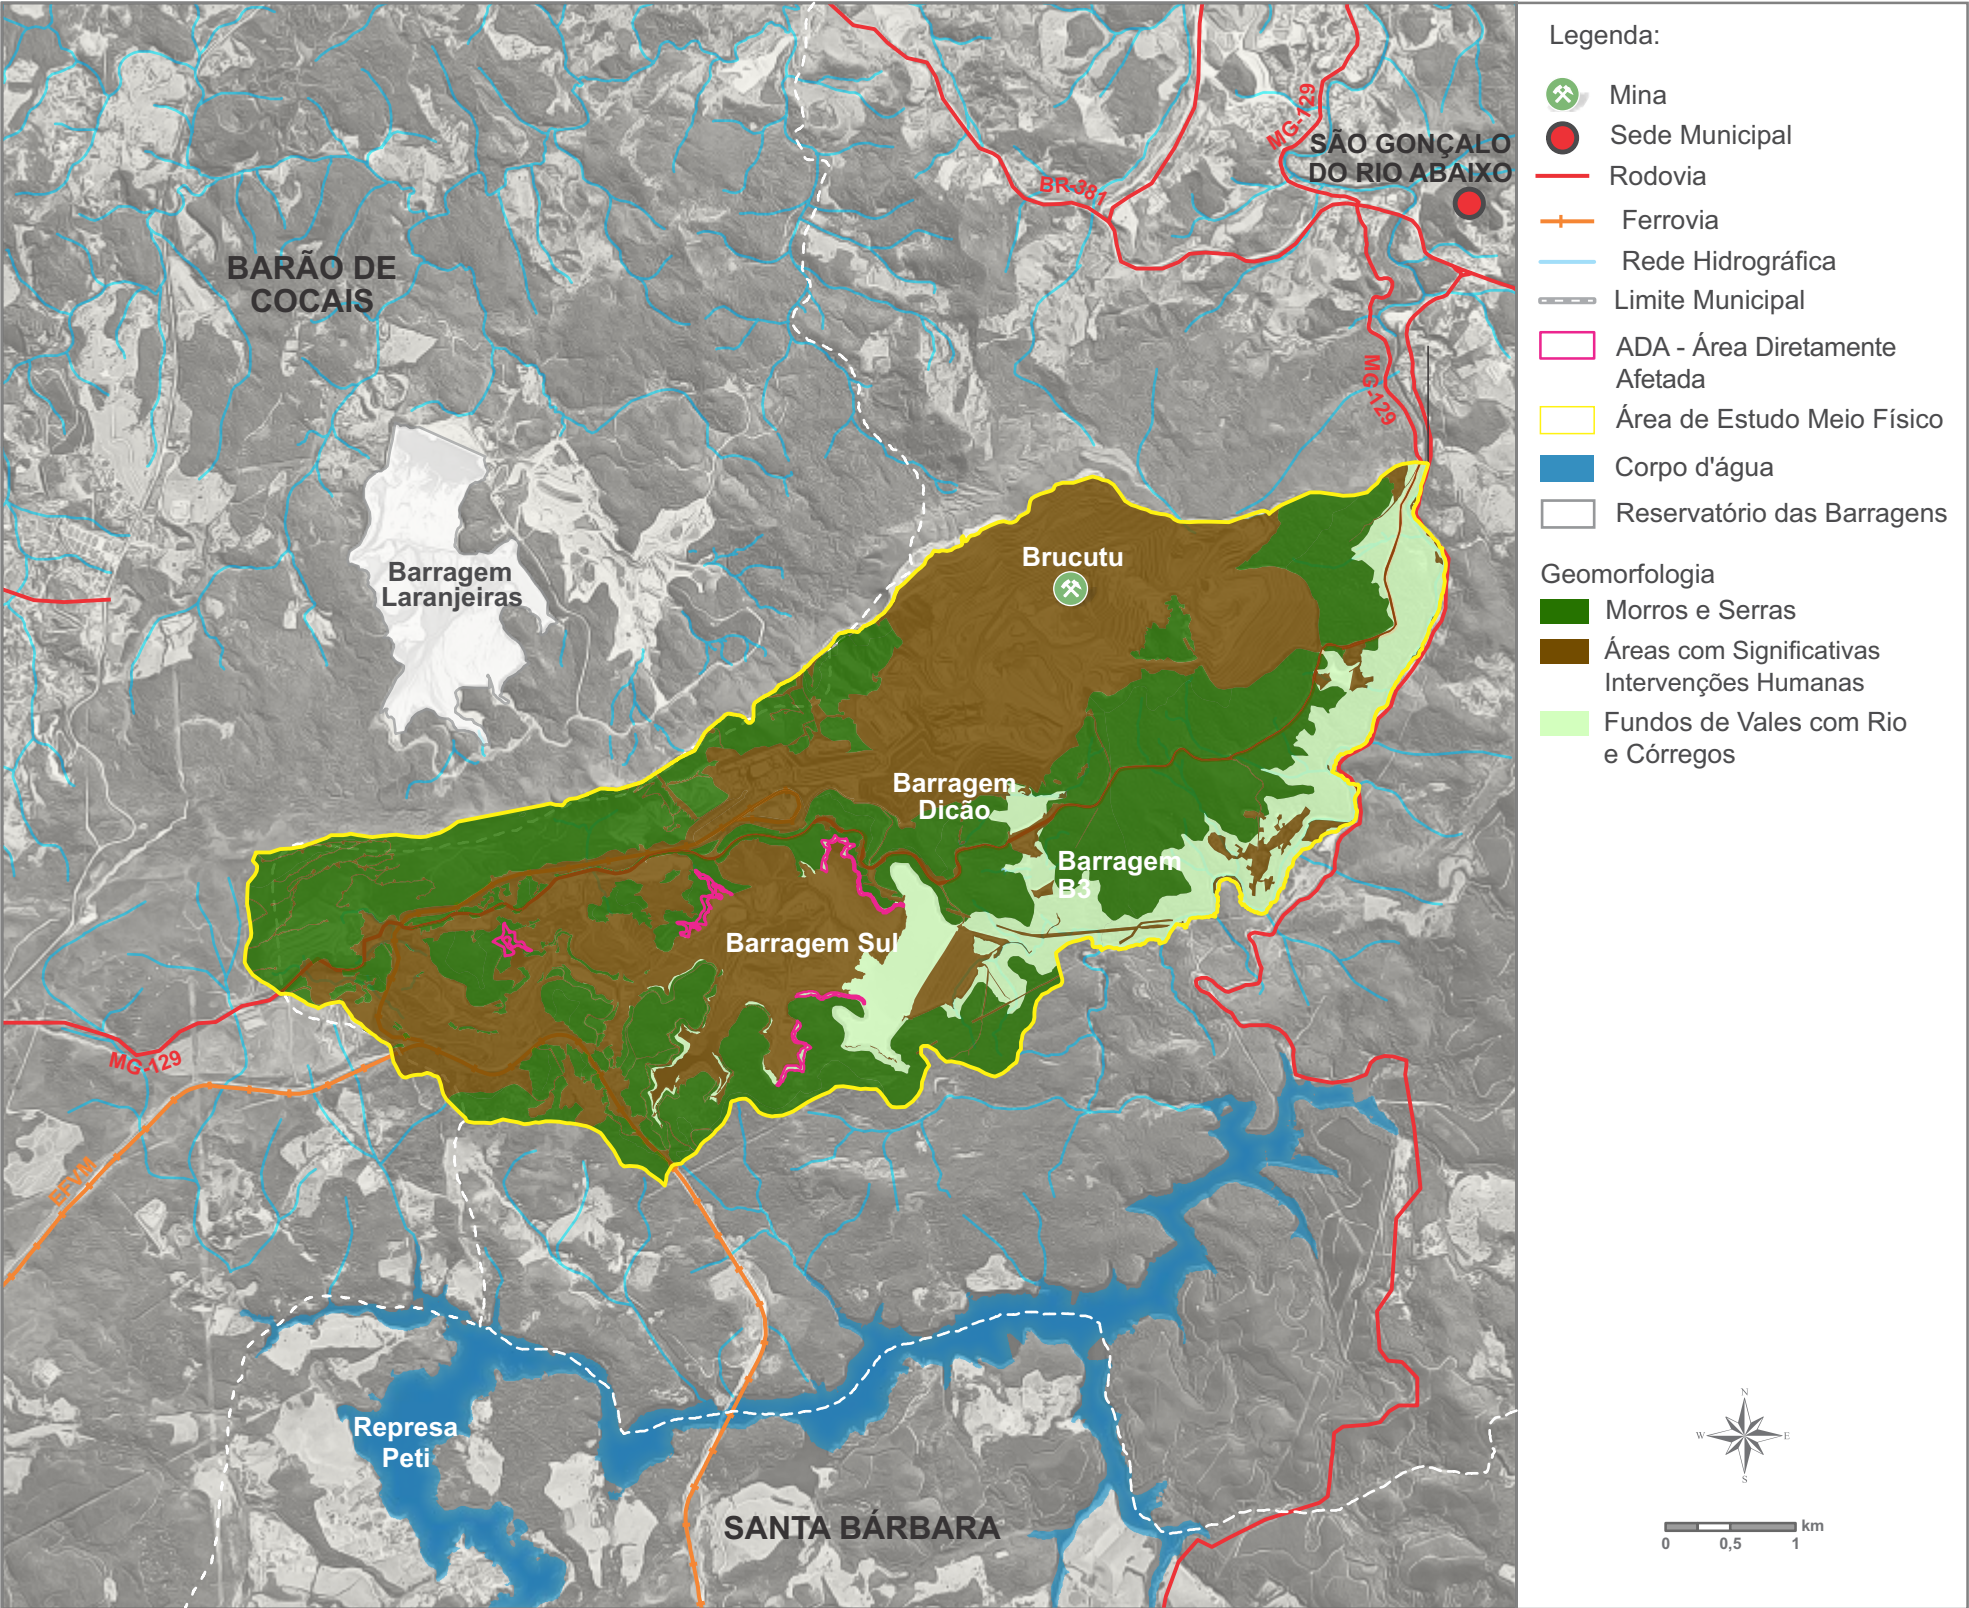 MG-129
SÃO GONÇALO
DO RIO ABAIXO
BR-381
BARÃO DE
COCAIS
MG-129
Barragem
Laranjeiras
Brucutu
Barragem
Dicão
Barragem
B3
Barragem Sul
MG-129
EFVM
Represa
Peti
SANTA BÁRBARA
Legenda:
Mina
Sede Municipal
Rodovia
Ferrovia
Rede Hidrográfica
Limite Municipal
ADA - Área Diretamente
Afetada
Área de Estudo Meio Físico
Corpo d'água
Reservatório das Barragens
Geomorfologia
Morros e Serras
Áreas com Significativas
Intervenções Humanas
Fundos de Vales com Rio
e Córregos
N
W E
S
km
0 0,5 1